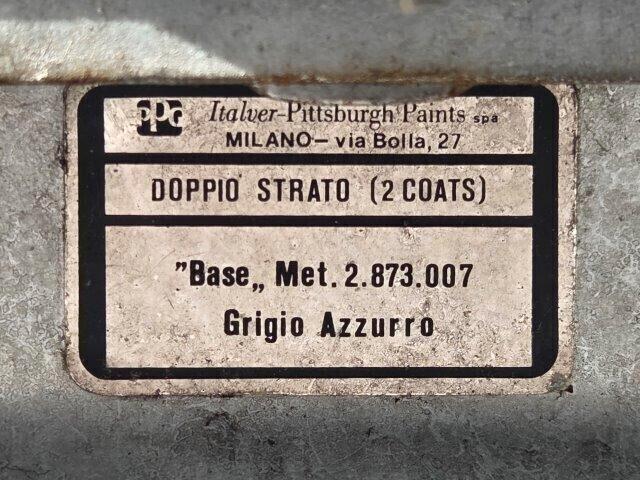 PPG Italver-Pittsburgh Paints spa
MILANO – via Bolla, 27
DOPPIO STRATO (2 COATS)
"Base„ Met. 2.873.007
Grigio Azzurro